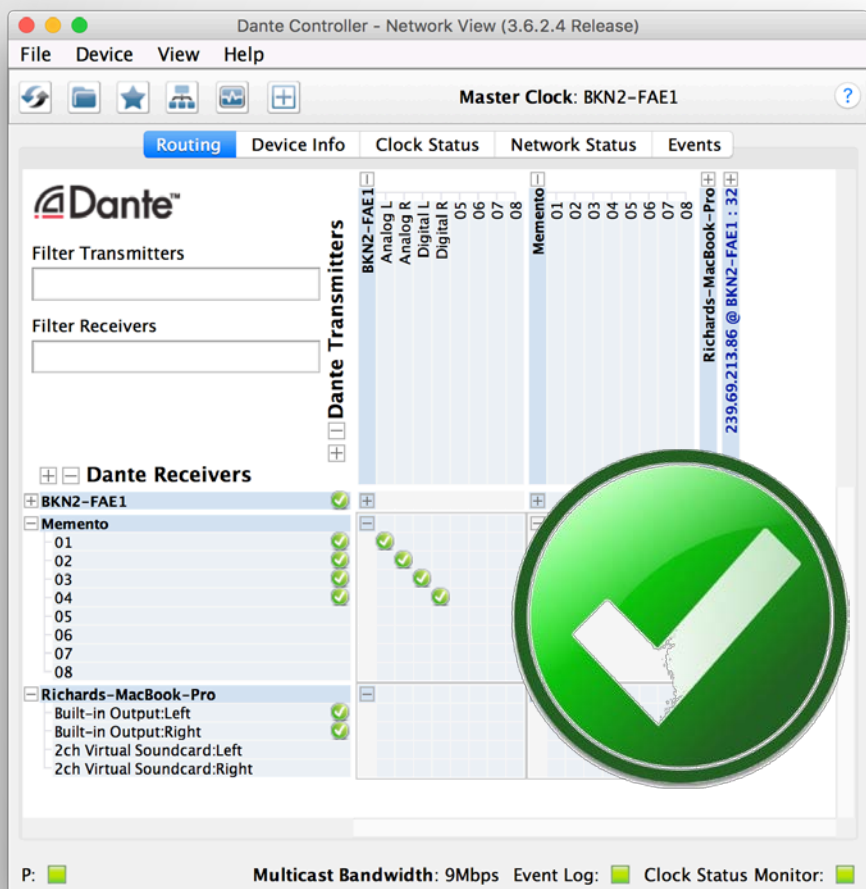 Dante Controller - Network View (3.6.2.4 Release)
File Device View Help
Master Clock: BKN2-FAE1
?
Routing Device Info Clock Status Network Status Events
Dante™
Filter Transmitters
Filter Receivers
Dante Transmitters
BKN2-FAE1
Analog L
Analog R
Digital L
Digital R
05
06
07
08
Memento
01
02
03
04
05
06
07
08
Richards-MacBook-Pro
239.69.213.86 @ BKN2-FAE1 : 32
Dante Receivers
BKN2-FAE1
Memento
01
02
03
04
05
06
07
08
Richards-MacBook-Pro
Built-in Output:Left
Built-in Output:Right
2ch Virtual Soundcard:Left
2ch Virtual Soundcard:Right
P: Multicast Bandwidth: 9Mbps Event Log: Clock Status Monitor: